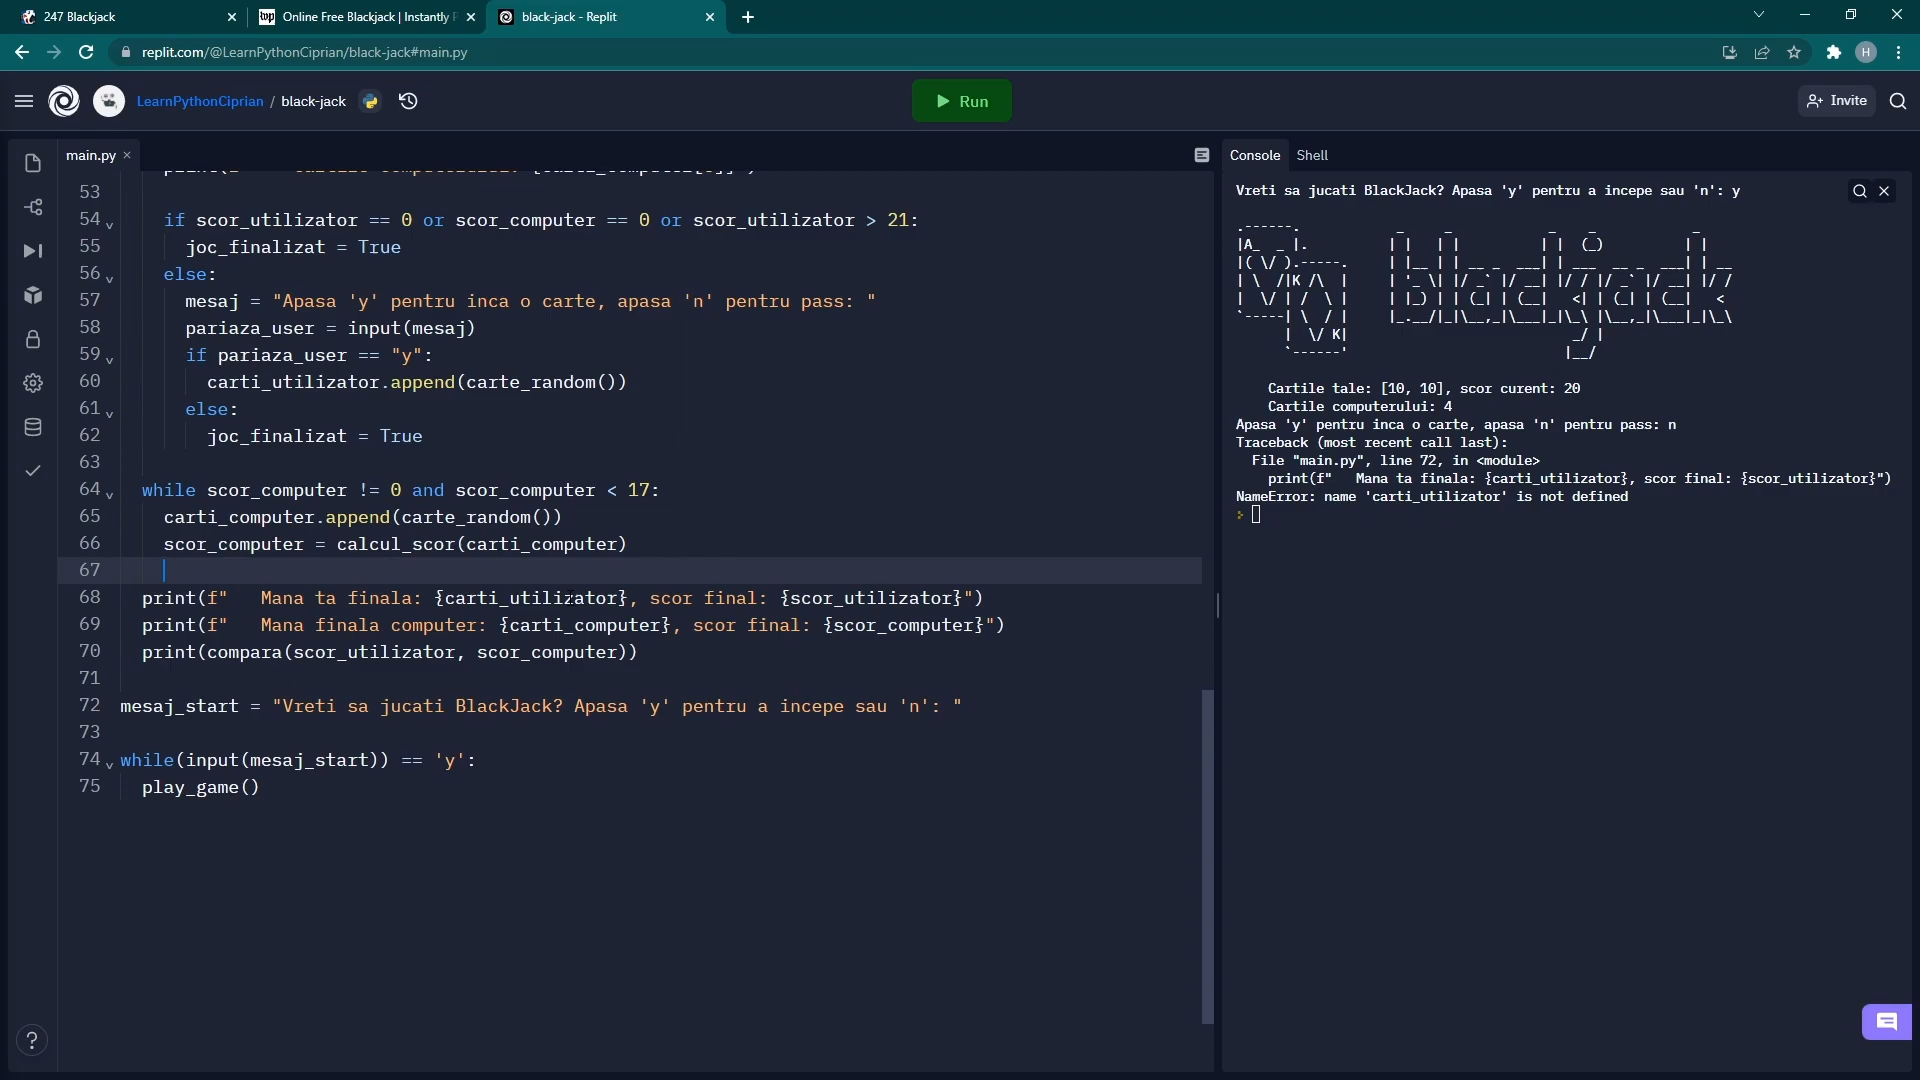 247 Blackjack
Online Free Blackjack | Instantly P
black-jack - Replit
replit.com/@LearnPythonCiprian/black-jack#main.py
H
LearnPythonCiprian / black-jack
Run
Invite
main.py
53
54 if scor_utilizator == 0 or scor_computer == 0 or scor_utilizator > 21:
55 joc_finalizat = True
56 else:
57 mesaj = "Apasa 'y' pentru inca o carte, apasa 'n' pentru pass: "
58 pariaza_user = input(mesaj)
59 if pariaza_user == "y":
60 carti_utilizator.append(carte_random())
61 else:
62 joc_finalizat = True
63
64 while scor_computer != 0 and scor_computer < 17:
65 carti_computer.append(carte_random())
66 scor_computer = calcul_scor(carti_computer)
67
68 print(f"   Mana ta finala: {carti_utilizator}, scor final: {scor_utilizator}")
69 print(f"   Mana finala computer: {carti_computer}, scor final: {scor_computer}")
70 print(compara(scor_utilizator, scor_computer))
71
72 mesaj_start = "Vreti sa jucati BlackJack? Apasa 'y' pentru a incepe sau 'n': "
73
74 while(input(mesaj_start)) == 'y':
75 play_game()
Console Shell
Vreti sa jucati BlackJack? Apasa 'y' pentru a incepe sau 'n': y
Cartile tale: [10, 10], scor curent: 20
Cartile computerului: 4
Apasa 'y' pentru inca o carte, apasa 'n' pentru pass: n
Traceback (most recent call last):
File "main.py", line 72, in <module>
print(f"   Mana ta finala: {carti_utilizator}, scor final: {scor_utilizator}")
NameError: name 'carti_utilizator' is not defined